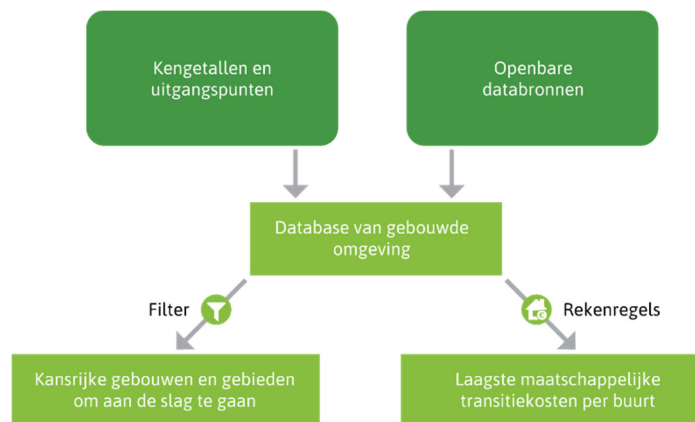 Kengetallen en
uitgangspunten
Openbare
databronnen
Database van gebouwde
omgeving
Filter
Rekenregels
Kansrijke gebouwen en gebieden
om aan de slag te gaan
Laagste maatschappelijke
transitiekosten per buurt